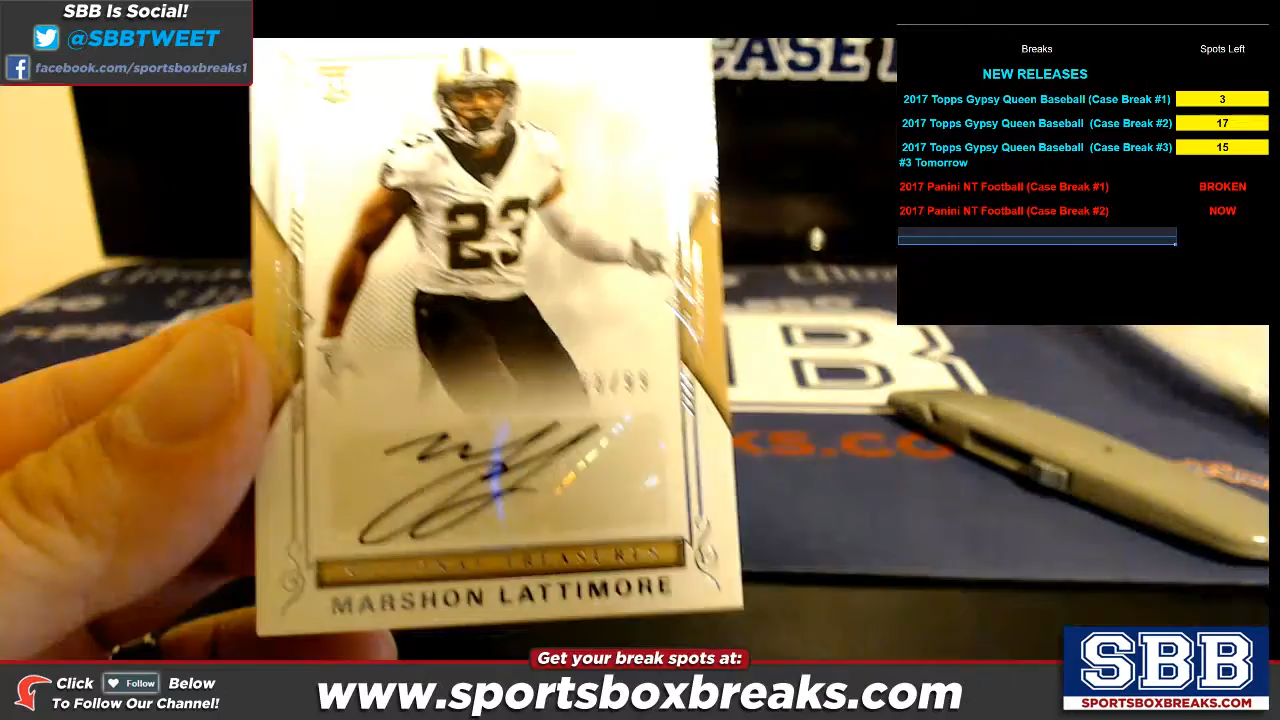 SBB Is Social!
@SBBTWEET
facebook.com/sportsboxbreaks1
CASE
23
/99
NATIONAL TREASURES
MARSHON LATTIMORE
Breaks Spots Left
NEW RELEASES
2017 Topps Gypsy Queen Baseball (Case Break #1) 3
2017 Topps Gypsy Queen Baseball (Case Break #2) 17
2017 Topps Gypsy Queen Baseball (Case Break #3) 15
#3 Tomorrow
2017 Panini NT Football (Case Break #1) BROKEN
2017 Panini NT Football (Case Break #2) NOW
Get your break spots at:
Click Follow Below
To Follow Our Channel!
www.sportsboxbreaks.com
SBB
SPORTSBOXBREAKS.COM